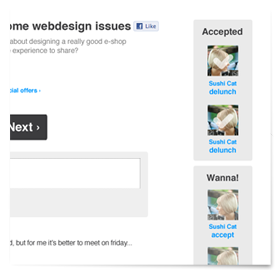 ome webdesign issues Like
about designing a really good e-shop
experience to share?
cial offers ›
Next ›
d, but for me it's better to meet on friday...
Accepted
Sushi Cat
delunch
Sushi Cat
delunch
Wanna!
Sushi Cat
accept